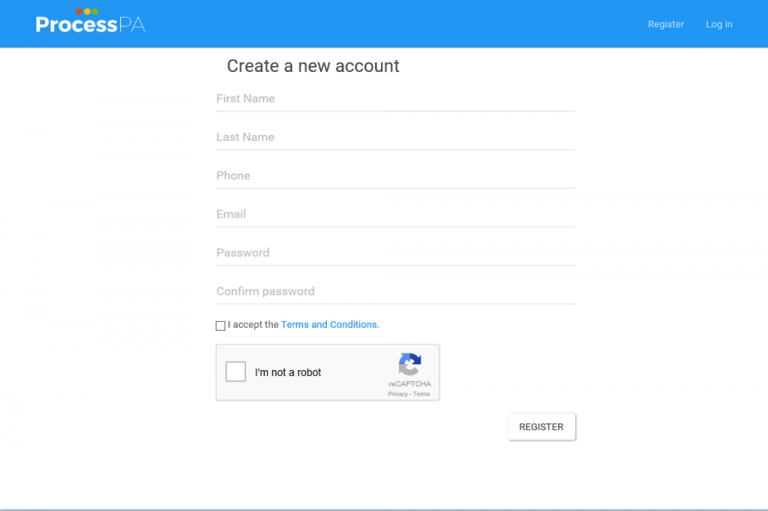 ProcessPA
Register
Log in
Create a new account
First Name
Last Name
Phone
Email
Password
Confirm password
I accept the Terms and Conditions.
I'm not a robot
reCAPTCHA
Privacy - Terms
REGISTER